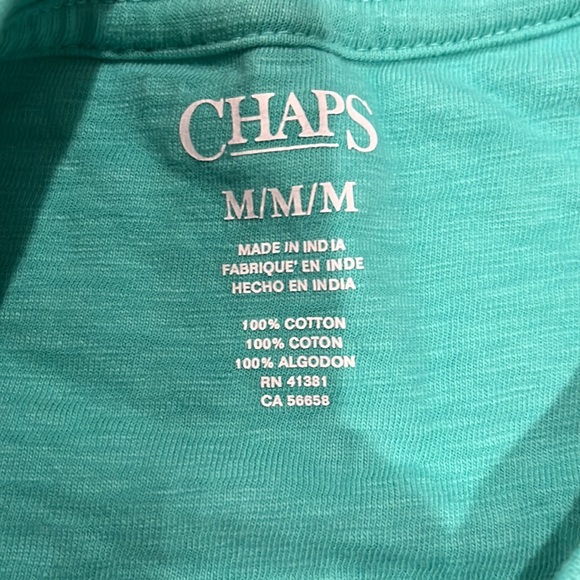 CHAPS
M/M/M
MADE IN INDIA
FABRIQUE' EN INDE
HECHO EN INDIA
100% COTTON
100% COTON
100% ALGODON
RN 41381
CA 56658